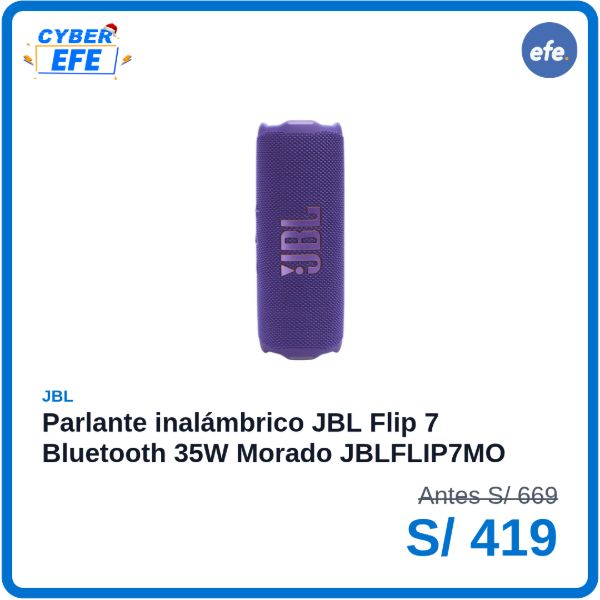 CYBER
EFE
efe.
JBL
JBL
Parlante inalámbrico JBL Flip 7
Bluetooth 35W Morado JBLFLIP7MO
Antes S/ 669
S/ 419